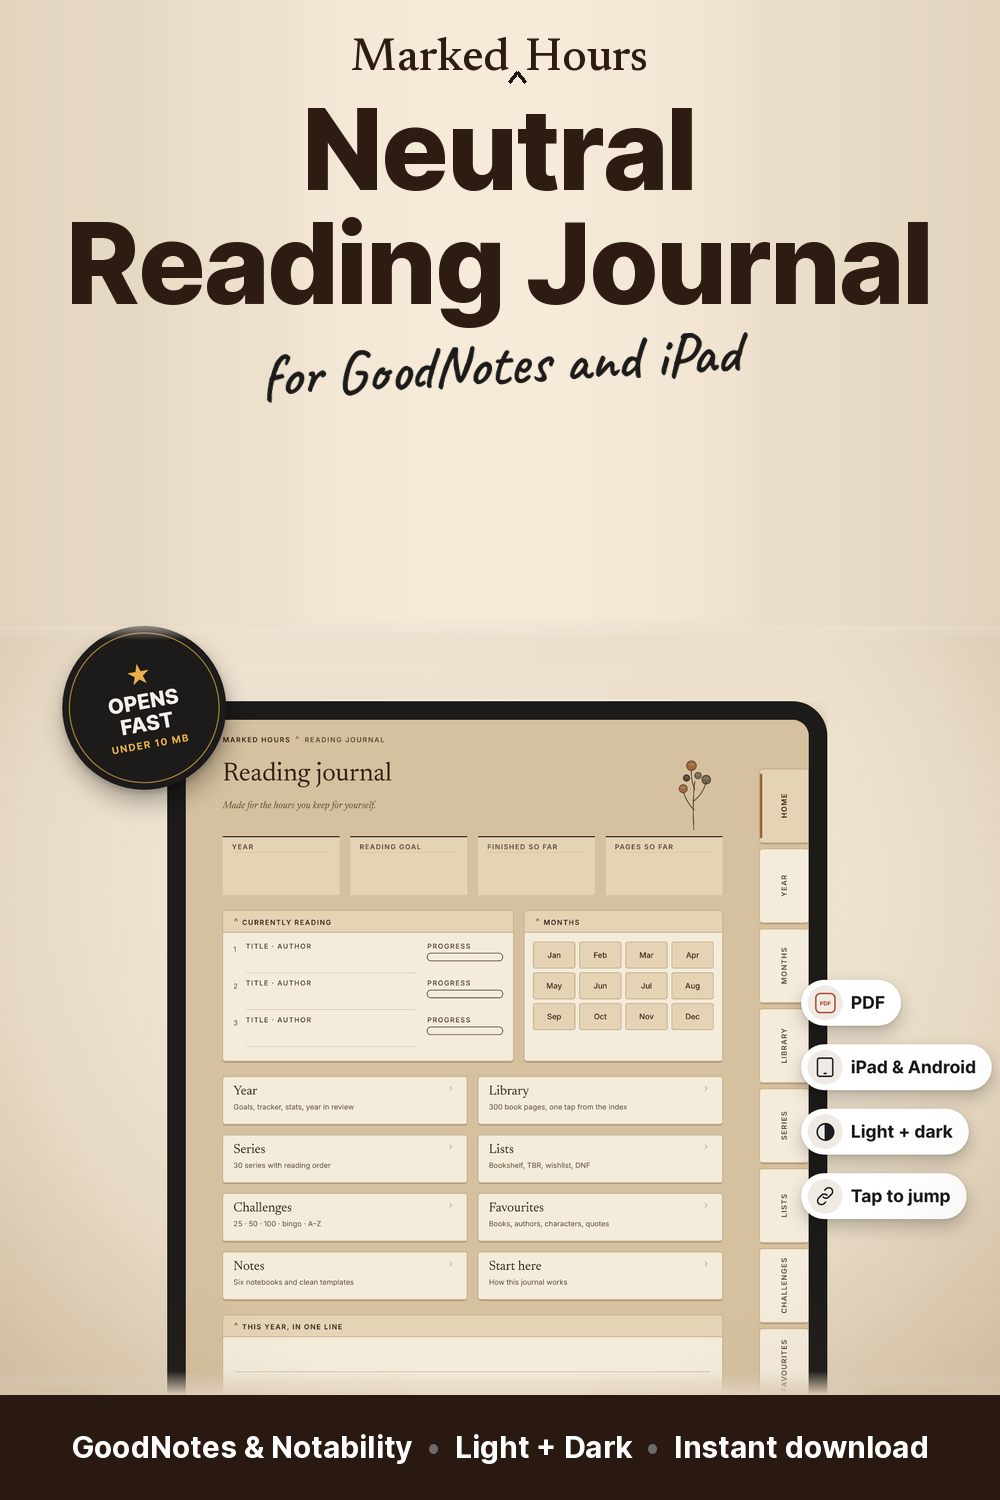 Marked ^ Hours
Neutral
Reading Journal
for GoodNotes and iPad
★
OPENS
FAST
UNDER 10 MB
MARKED HOURS ^ READING JOURNAL
Reading journal
Made for the hours you keep for yourself.
YEAR
READING GOAL
FINISHED SO FAR
PAGES SO FAR
^ CURRENTLY READING
1 TITLE · AUTHOR PROGRESS
2 TITLE · AUTHOR PROGRESS
3 TITLE · AUTHOR PROGRESS
^ MONTHS
Jan Feb Mar Apr
May Jun Jul Aug
Sep Oct Nov Dec
Year ›
Goals, tracker, stats, year in review
Library ›
300 book pages, one tap from the index
Series ›
30 series with reading order
Lists ›
Bookshelf, TBR, wishlist, DNF
Challenges ›
25 · 50 · 100 · bingo · A–Z
Favourites ›
Books, authors, characters, quotes
Notes ›
Six notebooks and clean templates
Start here ›
How this journal works
^ THIS YEAR, IN ONE LINE
HOME
YEAR
MONTHS
LIBRARY
SERIES
LISTS
CHALLENGES
FAVOURITES
PDF PDF
iPad & Android
Light + dark
Tap to jump
GoodNotes & Notability • Light + Dark • Instant download